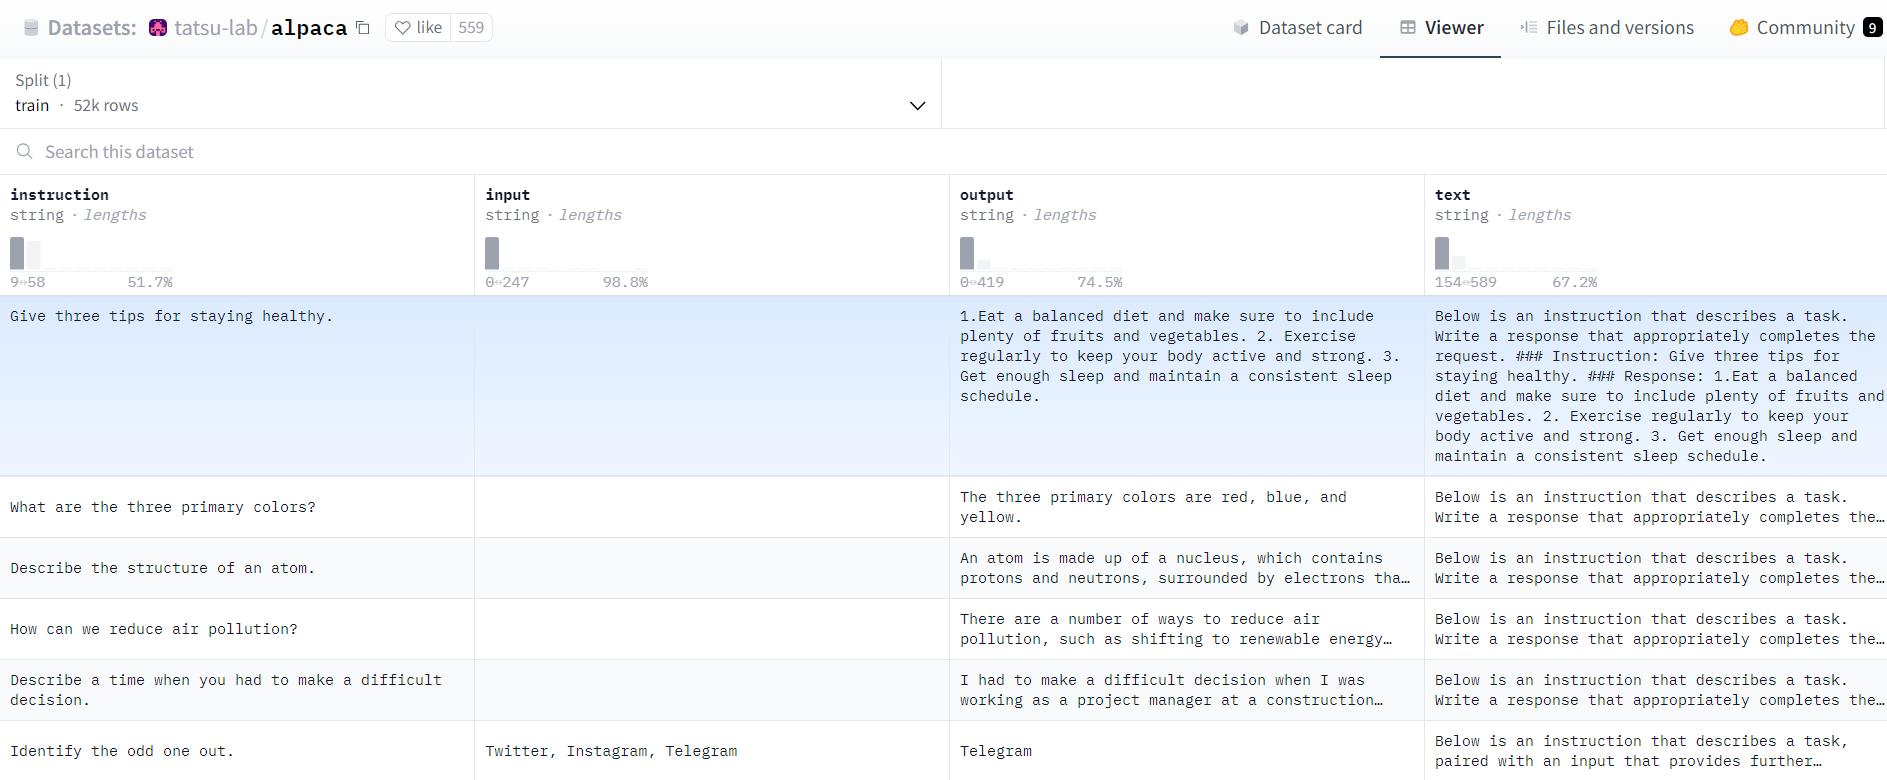 Datasets: tatsu-lab/alpaca like 559 Dataset card Viewer Files and versions Community 9
Split (1)
train · 52k rows
Search this dataset
instruction input output text
string · lengths string · lengths string · lengths string · lengths
9↔58 51.7% 0↔247 98.8% 0↔419 74.5% 154↔589 67.2%
Give three tips for staying healthy.
1.Eat a balanced diet and make sure to include
plenty of fruits and vegetables. 2. Exercise
regularly to keep your body active and strong. 3.
Get enough sleep and maintain a consistent sleep
schedule.
Below is an instruction that describes a task.
Write a response that appropriately completes the
request. ### Instruction: Give three tips for
staying healthy. ### Response: 1.Eat a balanced
diet and make sure to include plenty of fruits and
vegetables. 2. Exercise regularly to keep your
body active and strong. 3. Get enough sleep and
maintain a consistent sleep schedule.
What are the three primary colors?
The three primary colors are red, blue, and
yellow.
Below is an instruction that describes a task.
Write a response that appropriately completes the…
Describe the structure of an atom.
An atom is made up of a nucleus, which contains
protons and neutrons, surrounded by electrons tha…
Below is an instruction that describes a task.
Write a response that appropriately completes the…
How can we reduce air pollution?
There are a number of ways to reduce air
pollution, such as shifting to renewable energy…
Below is an instruction that describes a task.
Write a response that appropriately completes the…
Describe a time when you had to make a difficult
decision.
I had to make a difficult decision when I was
working as a project manager at a construction…
Below is an instruction that describes a task.
Write a response that appropriately completes the…
Identify the odd one out.
Twitter, Instagram, Telegram
Telegram
Below is an instruction that describes a task,
paired with an input that provides further…